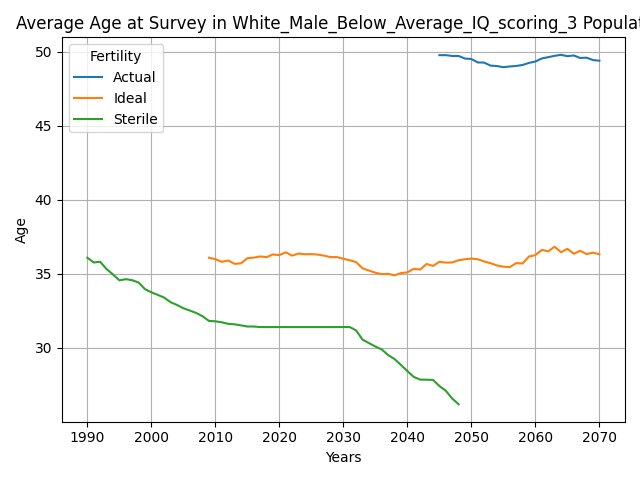 Average Age at Survey in White_Male_Below_Average_IQ_scoring_3 Populat
Fertility
Actual
Ideal
Sterile
Age
50
45
40
35
30
1990 2000 2010 2020 2030 2040 2050 2060 2070
Years